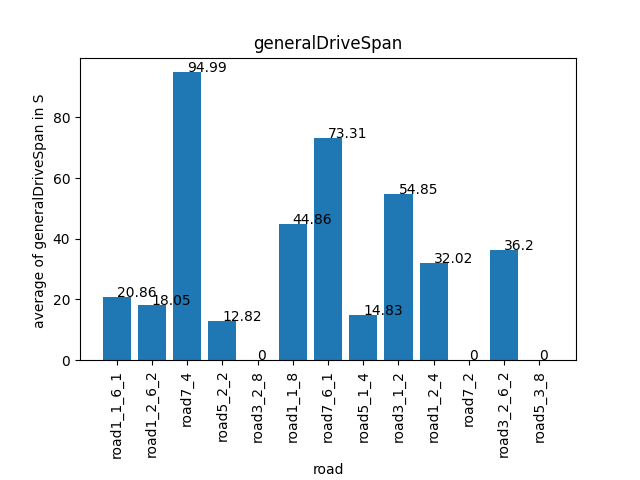 generalDriveSpan
average of generalDriveSpan in S
80
60
40
20
0
20.86
18.05
94.99
12.82
0
44.86
73.31
14.83
54.85
32.02
0
36.2
0
road1_1_6_1
road1_2_6_2
road7_4
road5_2_2
road3_2_8
road1_1_8
road7_6_1
road5_1_4
road3_1_2
road1_2_4
road7_2
road3_2_6_2
road5_3_8
road